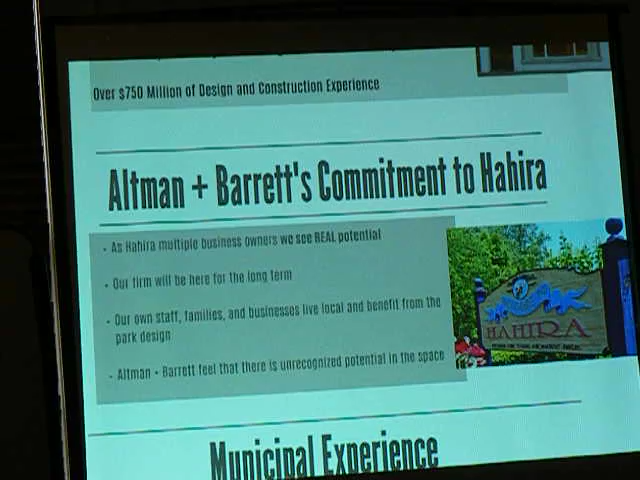 Over $750 Million of Design and Construction Experience
Altman + Barrett's Commitment to Hahira
• As Hahira multiple business owners we see REAL potential
• Our firm will be here for the long term
• Our own staff, families, and businesses live local and benefit from the
park design
• Altman + Barrett feel that there is unrecognized potential in the space
HAHIRA
Municipal Experience